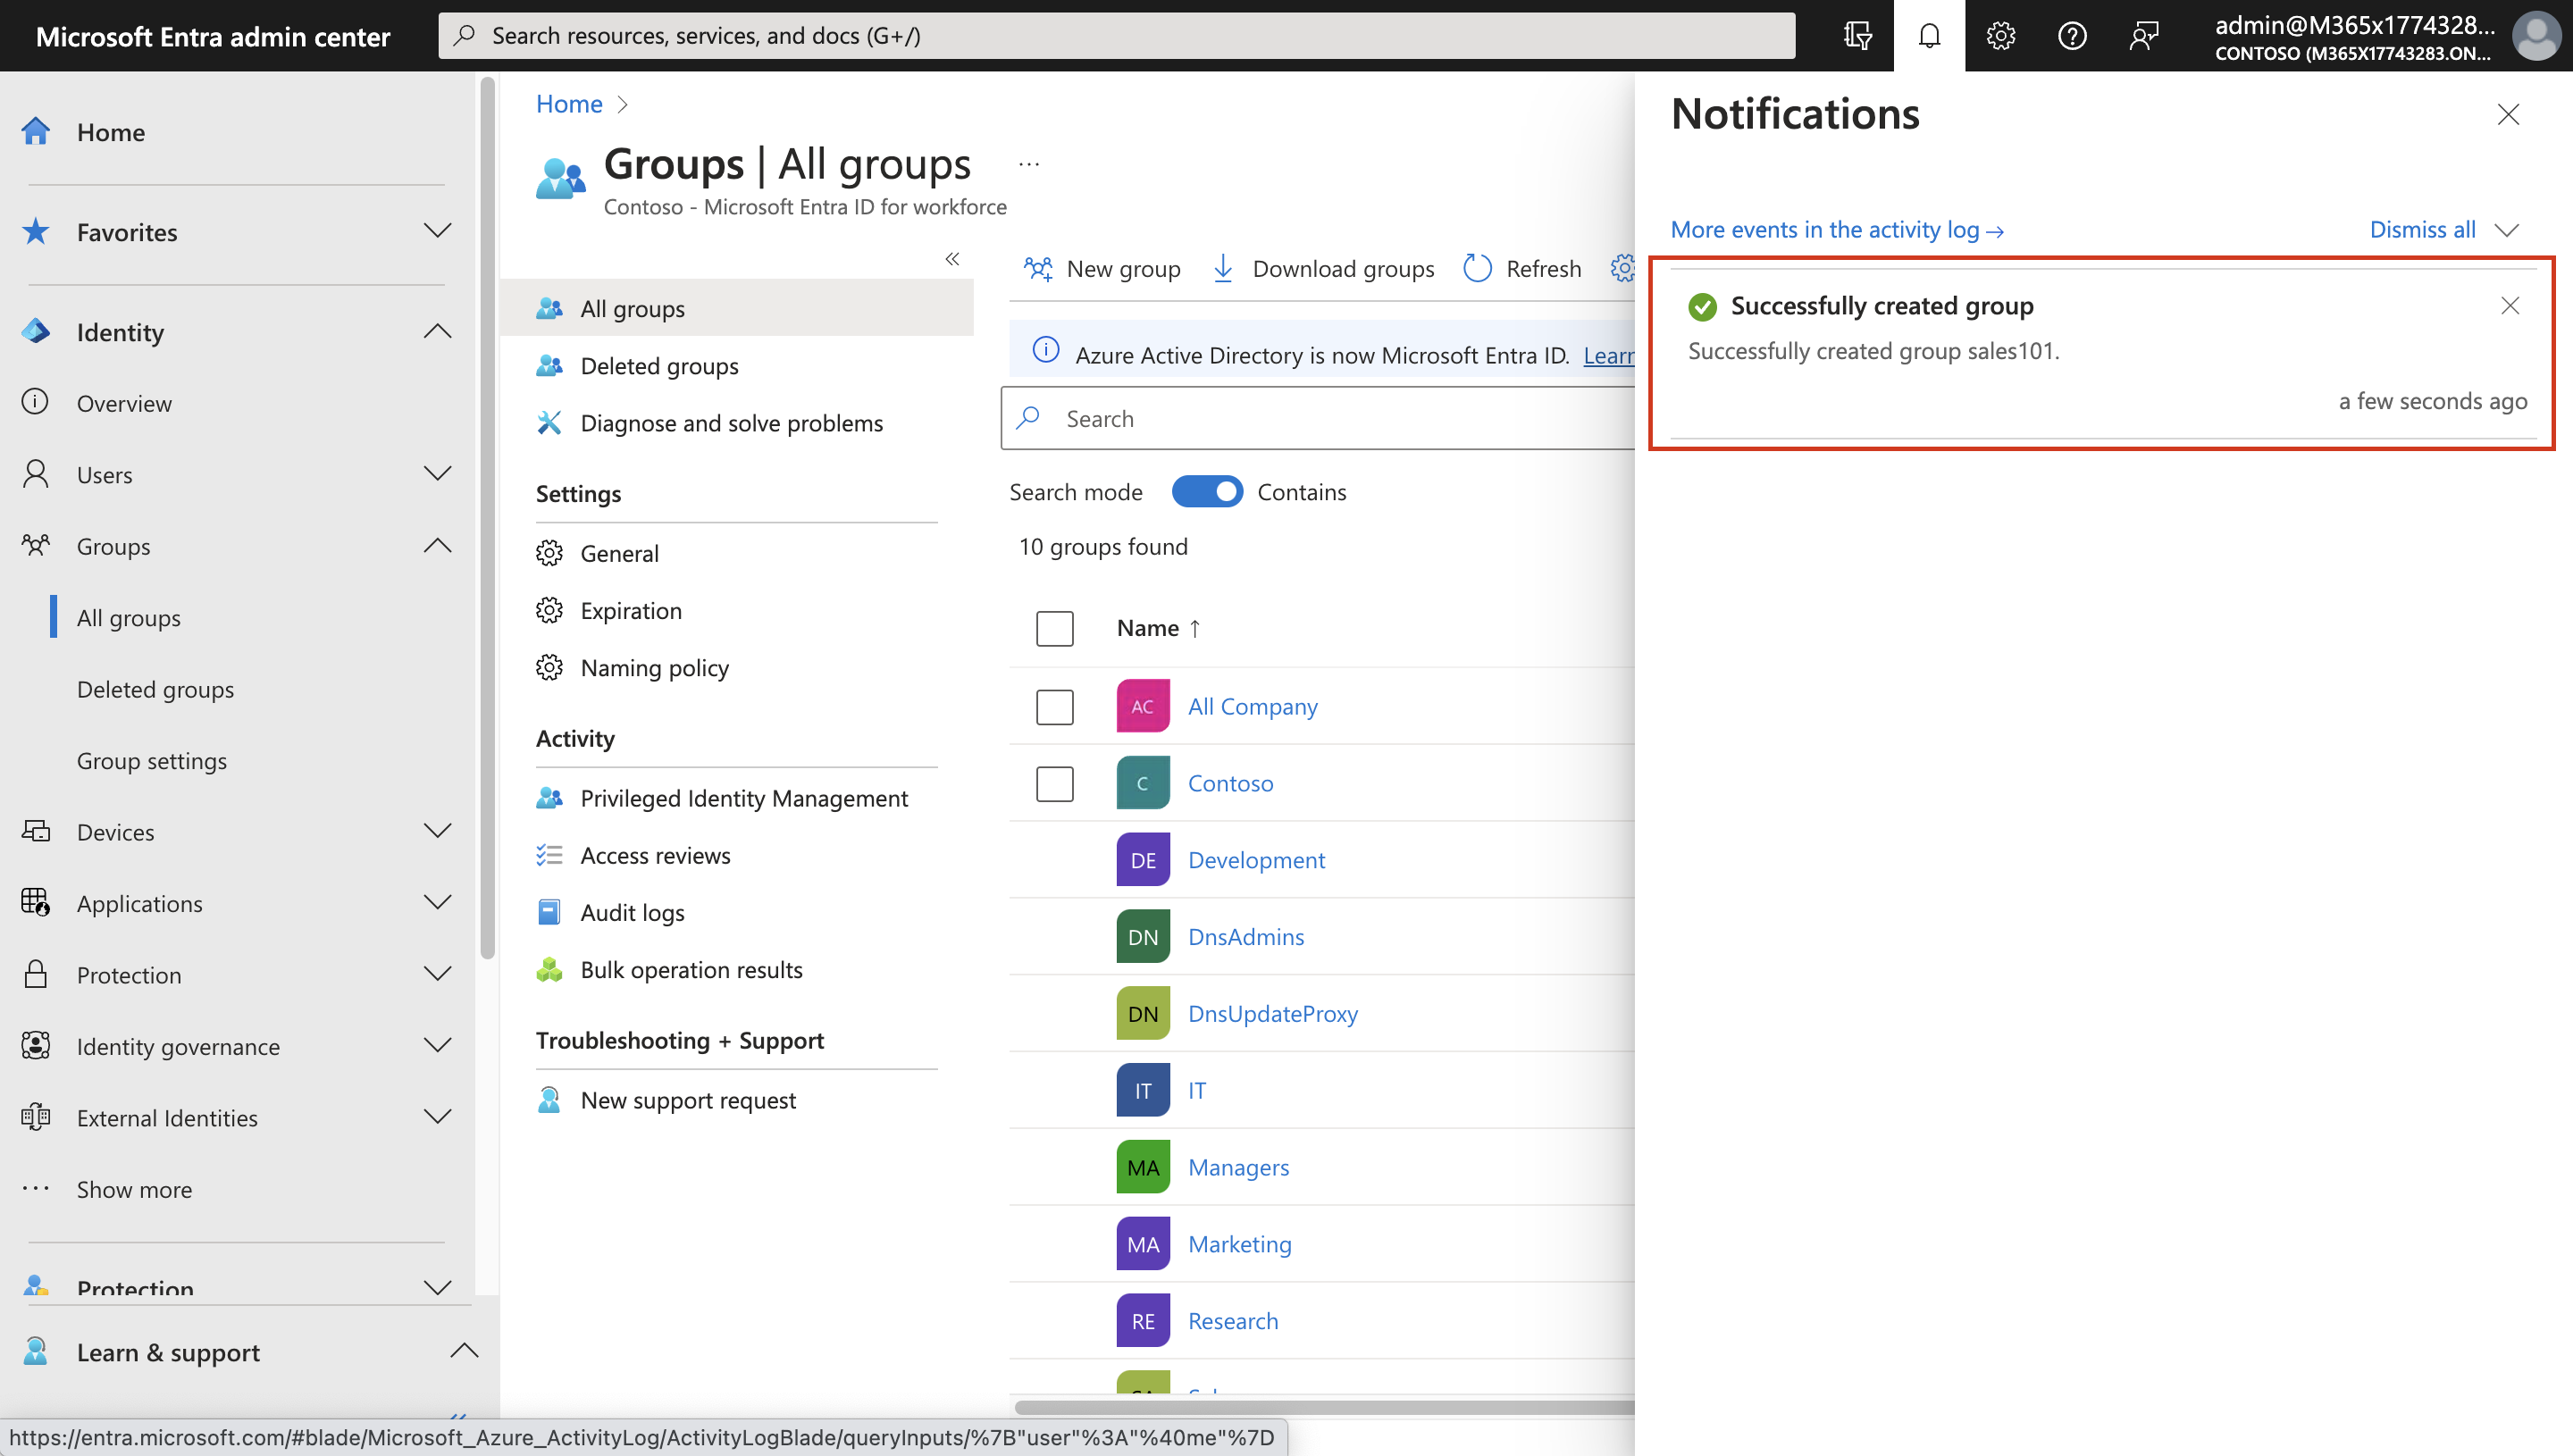 Microsoft Entra admin center
Search resources, services, and docs (G+/)
admin@M365x1774328...
CONTOSO (M365X17743283.ON...
Home
Favorites
Identity
Overview
Users
Groups
All groups
Deleted groups
Group settings
Devices
Applications
Protection
Identity governance
External Identities
Show more
Protection
Learn & support
Home
Groups | All groups
Contoso - Microsoft Entra ID for workforce
All groups
Deleted groups
Diagnose and solve problems
Settings
General
Expiration
Naming policy
Activity
Privileged Identity Management
Access reviews
Audit logs
Bulk operation results
Troubleshooting + Support
New support request
New group
Download groups
Refresh
Azure Active Directory is now Microsoft Entra ID. Learn
Search
Search mode
Contains
10 groups found
Name ↑
AC All Company
C Contoso
DE Development
DN DnsAdmins
DN DnsUpdateProxy
IT IT
MA Managers
MA Marketing
RE Research
Notifications
More events in the activity log →
Dismiss all
Successfully created group
Successfully created group sales101.
a few seconds ago
https://entra.microsoft.com/#blade/Microsoft_Azure_ActivityLog/ActivityLogBlade/queryInputs/%7B"user"%3A"%40me"%7D